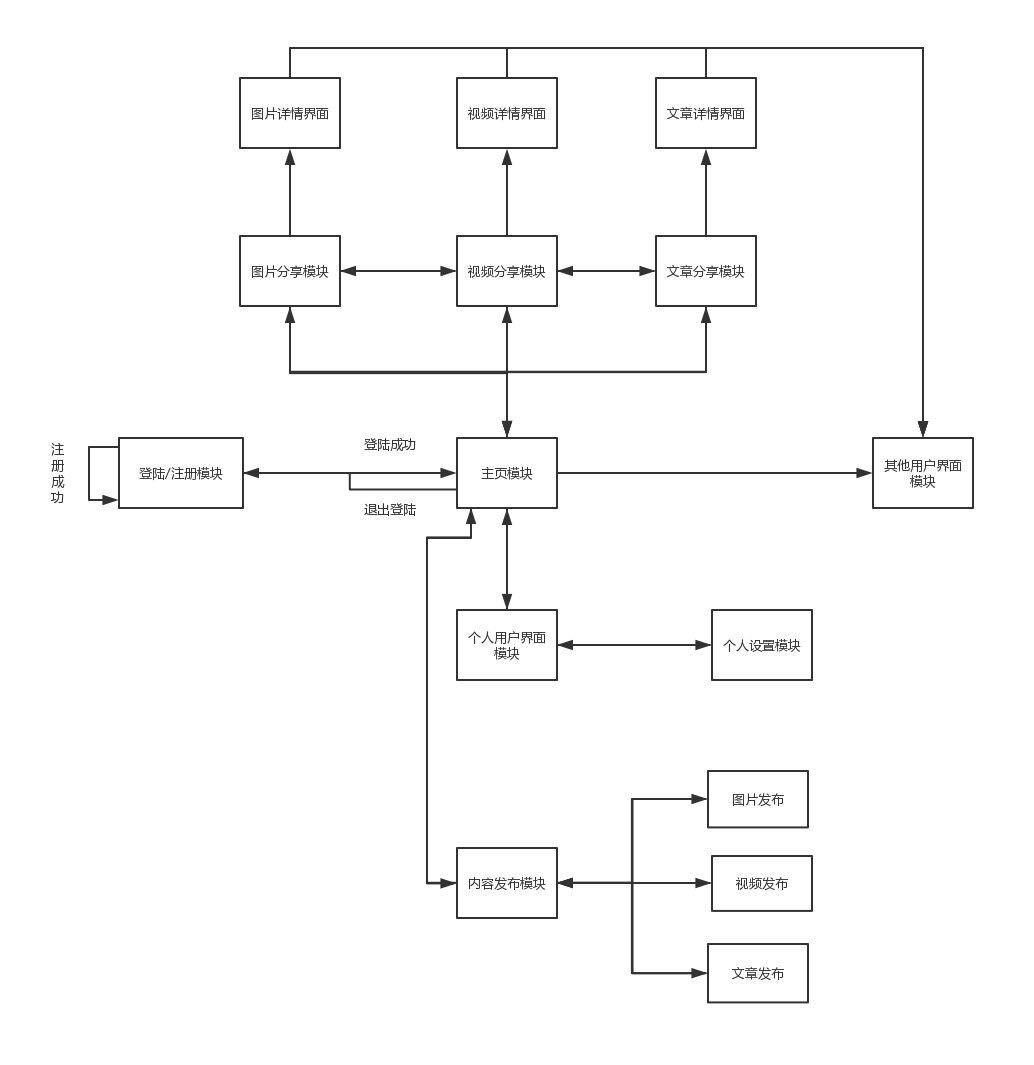 图片详情界面
视频详情界面
文章详情界面
图片分享模块
视频分享模块
文章分享模块
注
册
成
功
登陆/注册模块
登陆成功
退出登陆
主页模块
其他用户界面
模块
个人用户界面
模块
个人设置模块
图片发布
内容发布模块
视频发布
文章发布